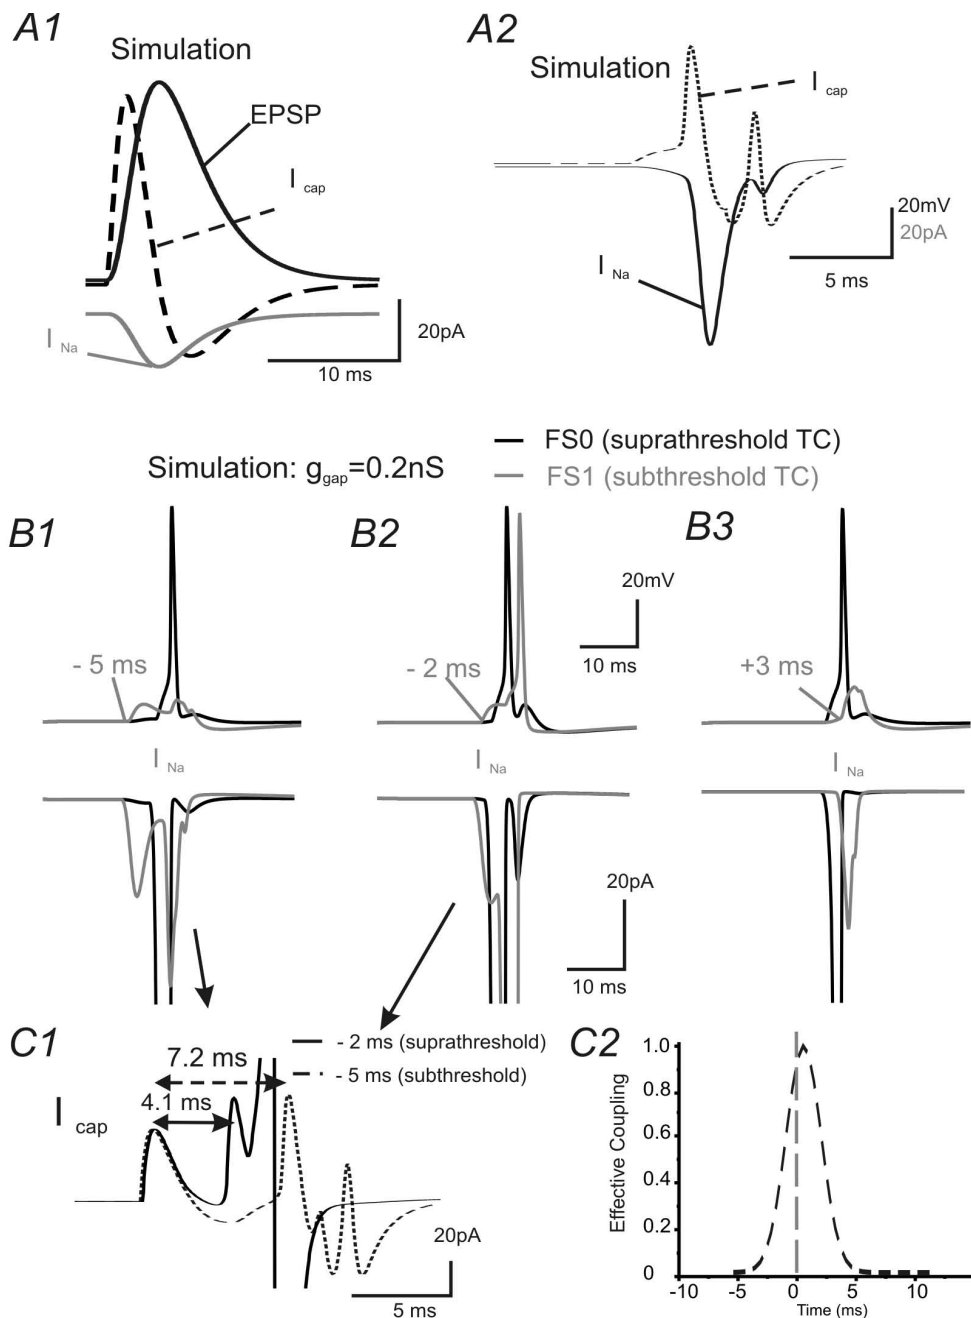 A1
Simulation
EPSP
I cap
I Na
20pA
10 ms
A2
Simulation
I cap
20mV
20pA
I Na
5 ms
FS0 (suprathreshold TC)
Simulation: ggap=0.2nS
FS1 (subthreshold TC)
B1
- 5 ms
I Na
B2
20mV
10 ms
- 2 ms
I Na
20pA
10 ms
B3
+3 ms
I Na
C1
- 2 ms (suprathreshold)
7.2 ms
- 5 ms (subthreshold)
4.1 ms
I cap
20pA
5 ms
C2
Effective Coupling
1.0
0.8
0.6
0.4
0.2
0
-10
-5
0
5
10
Time (ms)